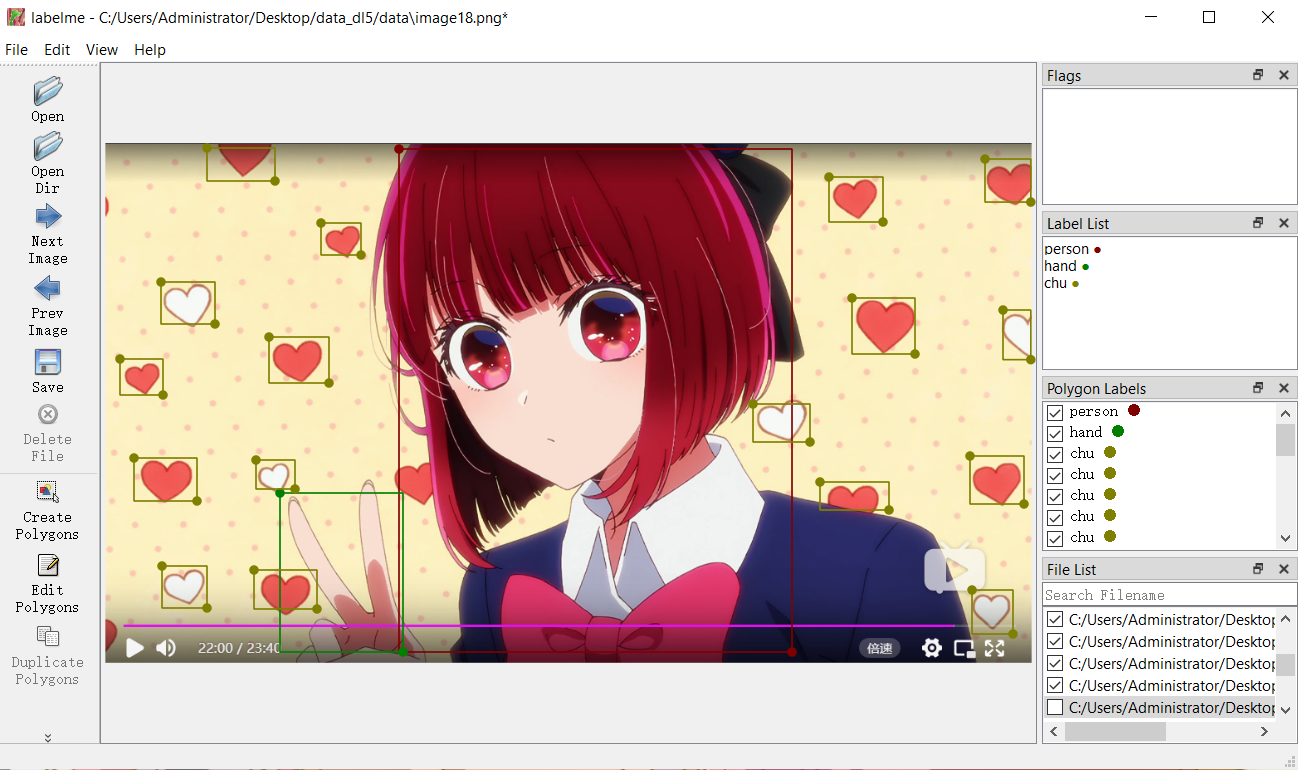 labelme - C:/Users/Administrator/Desktop/data_dl5/data\image18.png*
File Edit View Help
Open
Open
Dir
Next
Image
Prev
Image
Save
Delete
File
Create
Polygons
Edit
Polygons
Duplicate
Polygons
22:00 / 23:40
倍速
Flags
Label List
person
hand
chu
Polygon Labels
person
hand
chu
chu
chu
chu
chu
File List
Search Filename
C:/Users/Administrator/Desktop
C:/Users/Administrator/Desktop
C:/Users/Administrator/Desktop
C:/Users/Administrator/Desktop
C:/Users/Administrator/Desktop